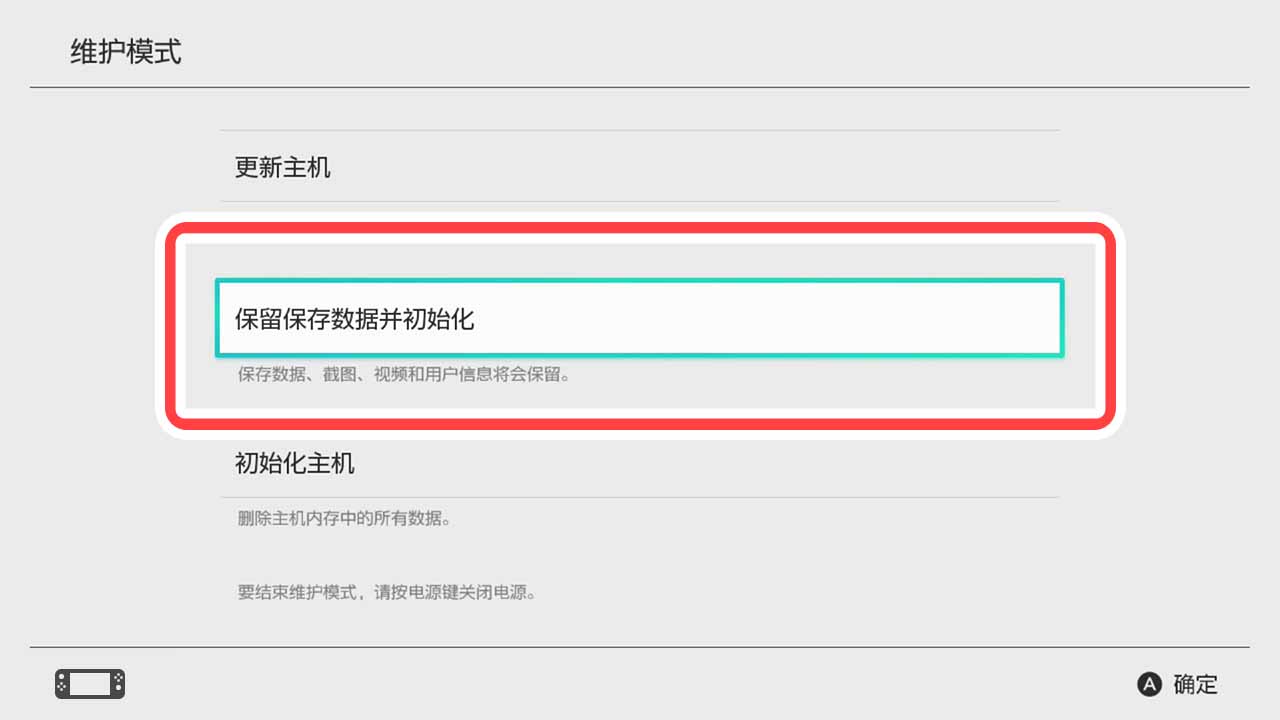 维护模式
更新主机
保留保存数据并初始化
保存数据、截图、视频和用户信息将会保留。
初始化主机
删除主机内存中的所有数据。
要结束维护模式，请按电源键关闭电源。
A 确定